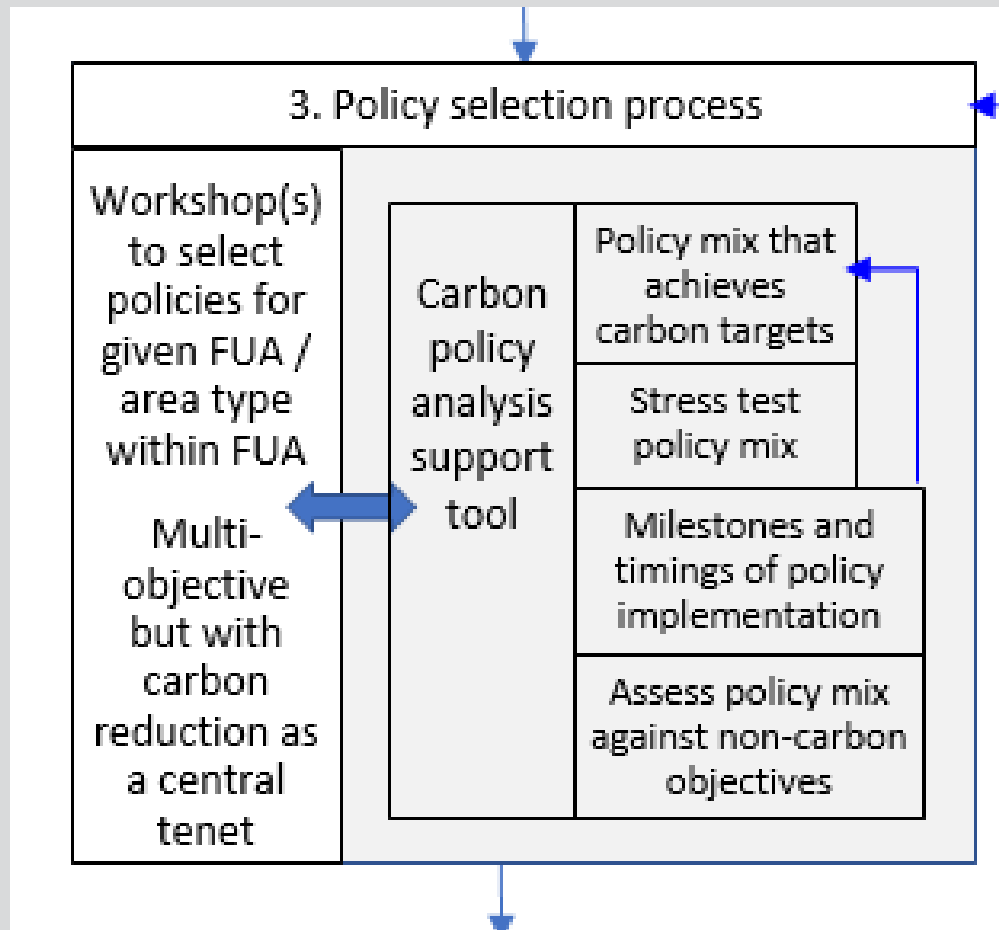 3. Policy selection process
Workshop(s)
to select
policies for
given FUA /
area type
within FUA
Multi-
objective
but with
carbon
reduction as
a central
tenet
Carbon
policy
analysis
support
tool
Policy mix that
achieves
carbon targets
Stress test
policy mix
Milestones and
timings of policy
implementation
Assess policy mix
against non-carbon
objectives